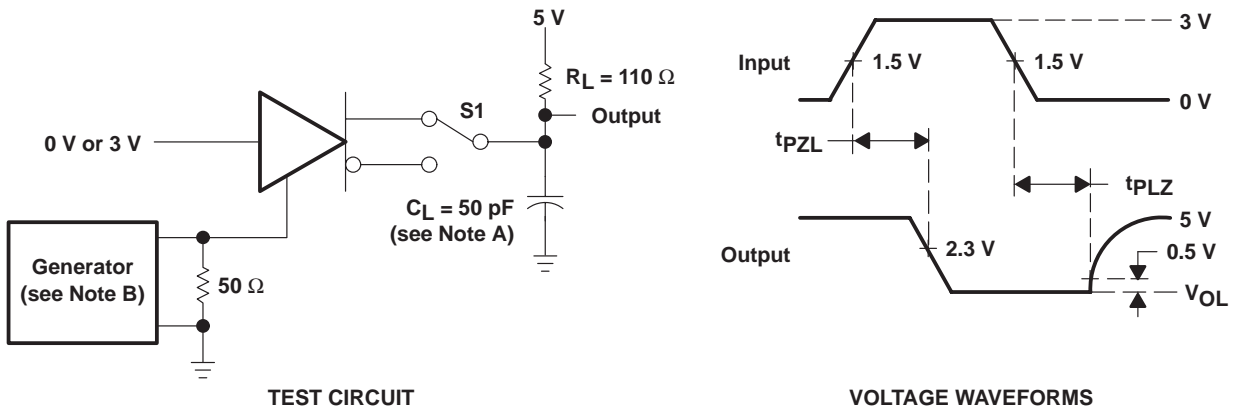 5 V
R_L = 110 Ω
S1
Output
0 V or 3 V
C_L = 50 pF
(see Note A)
Generator
(see Note B)
50 Ω
TEST CIRCUIT
3 V
Input
1.5 V
1.5 V
0 V
t_PZL
t_PLZ
5 V
Output
2.3 V
0.5 V
V_OL
VOLTAGE WAVEFORMS